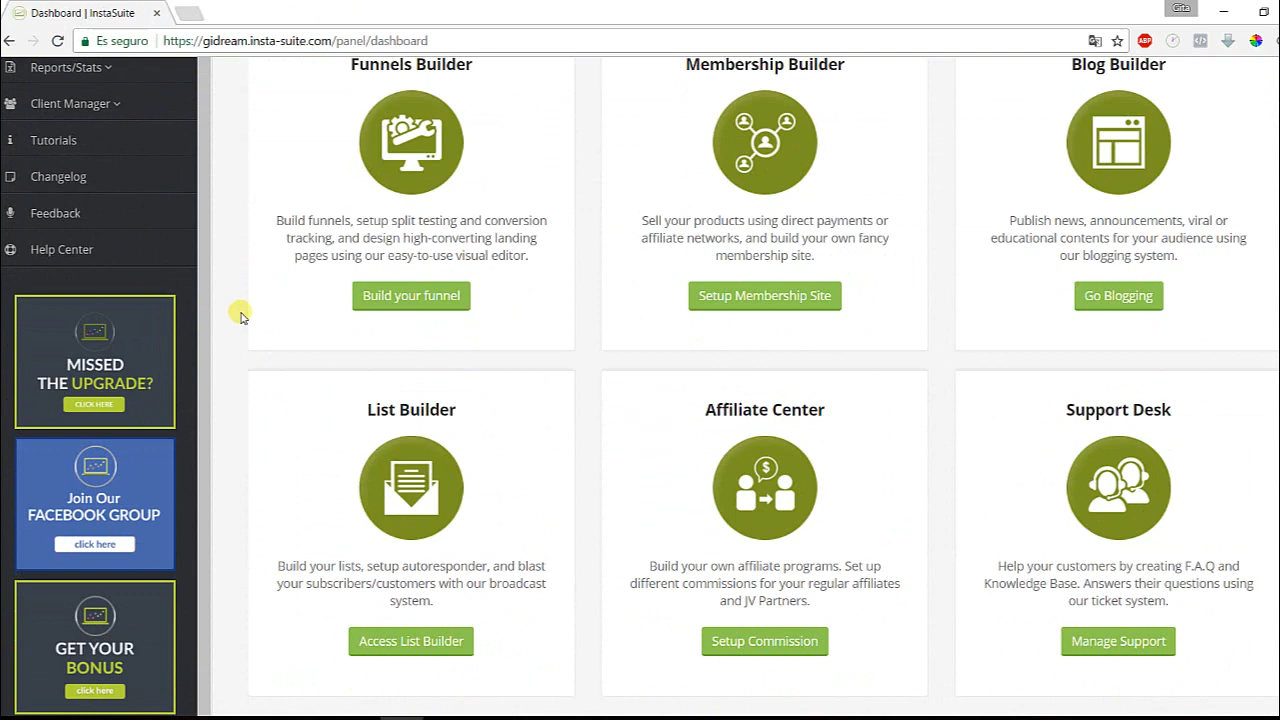 Dashboard | InstaSuite
Gita
Es seguro
https://gidream.insta-suite.com/panel/dashboard
ABP
Reports/Stats
Client Manager
Tutorials
Changelog
Feedback
Help Center
MISSED
THE UPGRADE?
CLICK HERE
Join Our
FACEBOOK GROUP
click here
GET YOUR
BONUS
click here
Funnels Builder
Build funnels, setup split testing and conversion
tracking, and design high-converting landing
pages using our easy-to-use visual editor.
Build your funnel
Membership Builder
Sell your products using direct payments or
affiliate networks, and build your own fancy
membership site.
Setup Membership Site
Blog Builder
Publish news, announcements, viral or
educational contents for your audience using
our blogging system.
Go Blogging
List Builder
Build your lists, setup autoresponder, and blast
your subscribers/customers with our broadcast
system.
Access List Builder
Affiliate Center
$
Build your own affiliate programs. Set up
different commissions for your regular affiliates
and JV Partners.
Setup Commission
Support Desk
Help your customers by creating F.A.Q and
Knowledge Base. Answers their questions using
our ticket system.
Manage Support